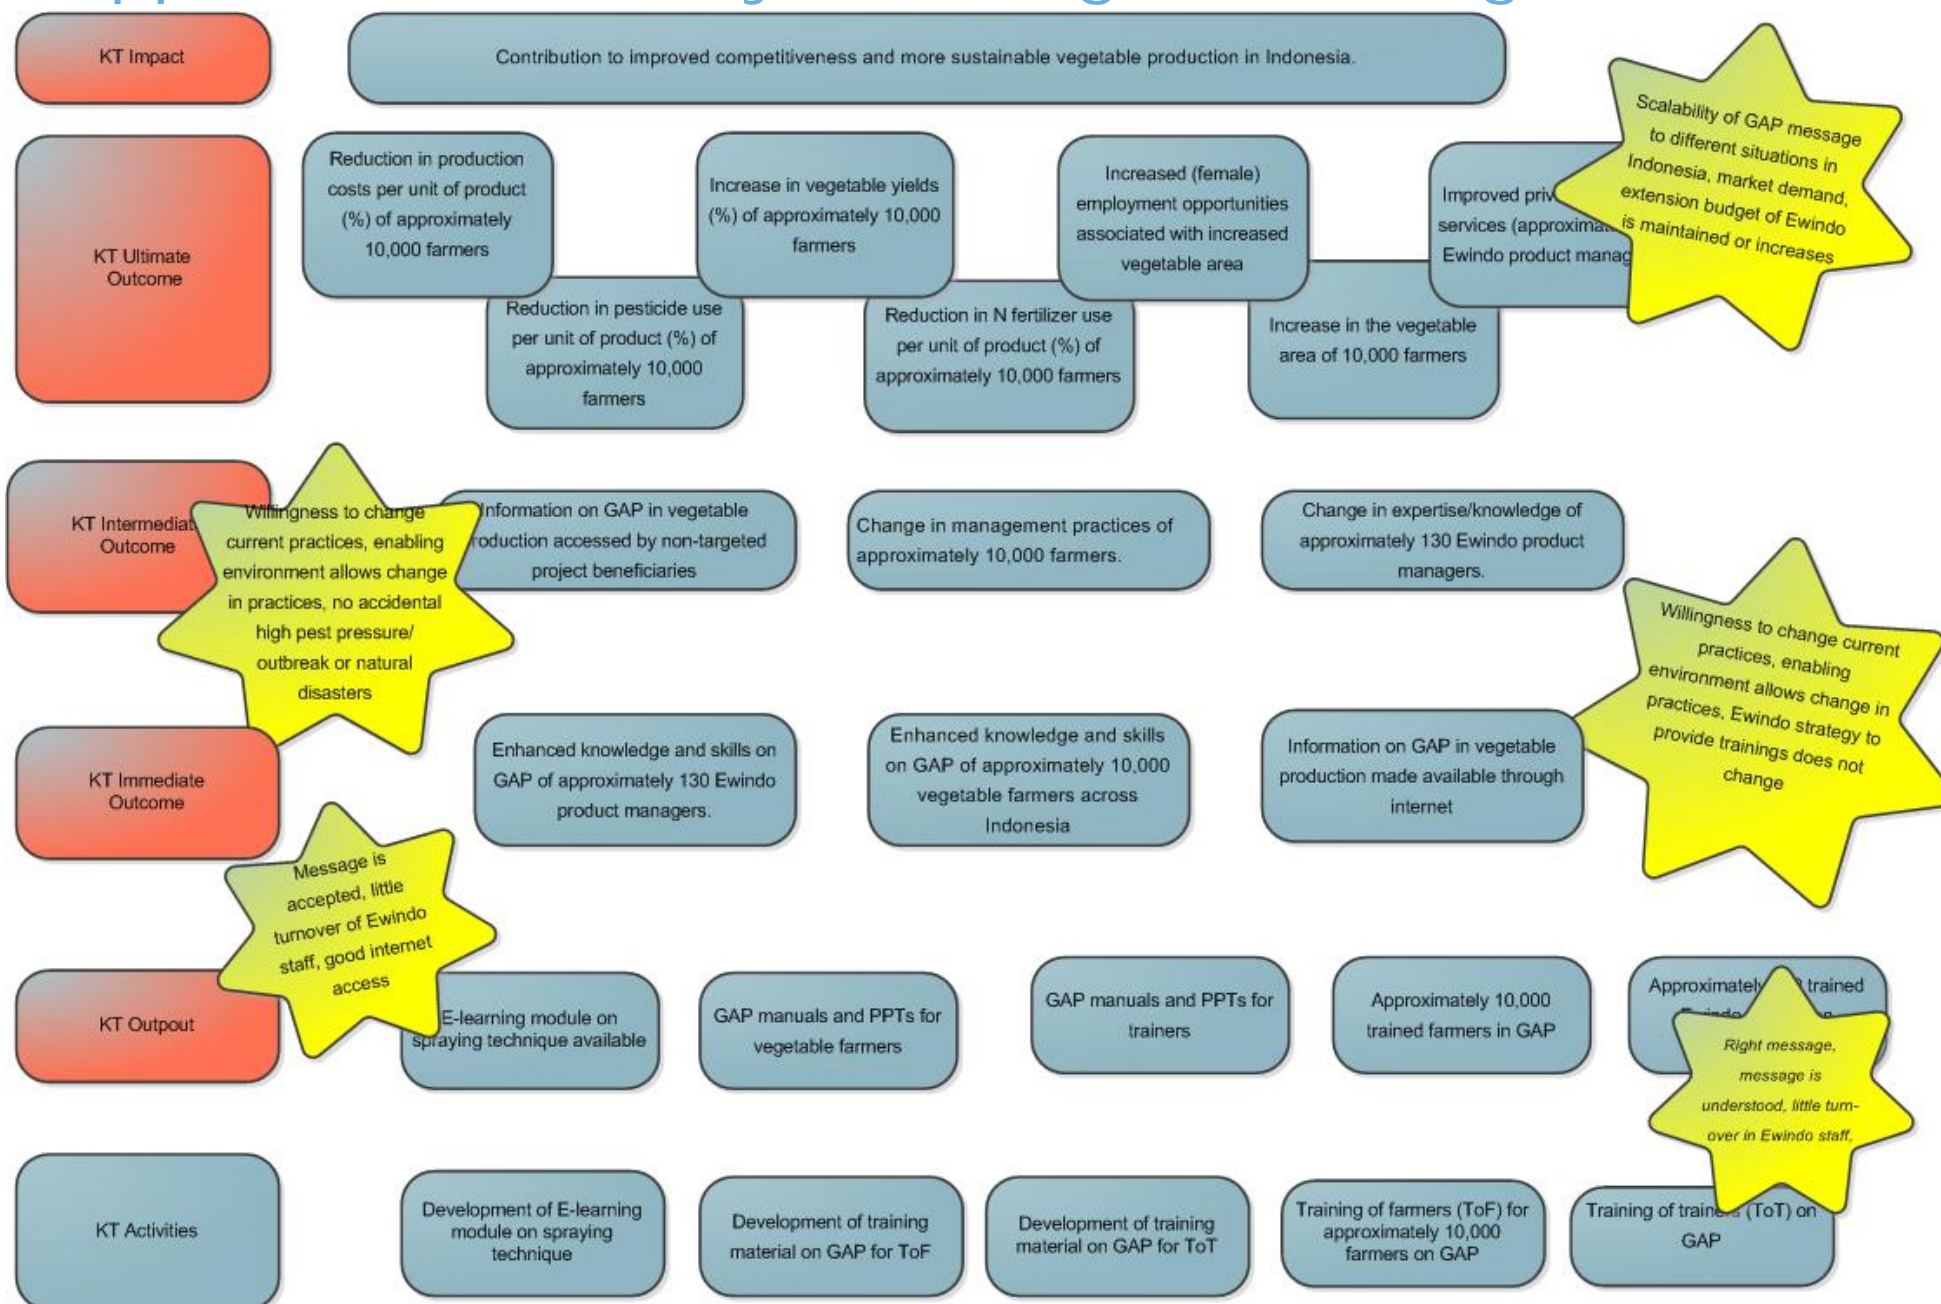 KT Impact
Contribution to improved competitiveness and more sustainable vegetable production in Indonesia.
Scalability of GAP message
to different situations in
Indonesia, market demand,
extension budget of Ewindo
is maintained or increases
KT Ultimate
Outcome
Reduction in production
costs per unit of product
(%) of approximately
10,000 farmers
Reduction in pesticide use
per unit of product (%) of
approximately 10,000
farmers
Increase in vegetable yields
(%) of approximately 10,000
farmers
Reduction in N fertilizer use
per unit of product (%) of
approximately 10,000 farmers
Increased (female)
employment opportunities
associated with increased
vegetable area
Increase in the vegetable
area of 10,000 farmers
Improved
services
Ewindo product
KT
Outcome
Willingness to change
current practices, enabling
environment allows change
in practices, no accidental
high pest pressure/
outbreak or natural
disasters
Information on GAP in vegetable
accessed by non-targeted
project beneficiaries
Change in management practices of
approximately 10,000 farmers.
Change in expertise/knowledge of
approximately 130 Ewindo product
managers.
Willingness to change current
practices, enabling
environment allows change in
practices, Ewindo strategy to
provide trainings does not
change
KT Immediate
Outcome
Enhanced knowledge and skills on
GAP of approximately 130 Ewindo
product managers.
Enhanced knowledge and skills
on GAP of approximately 10,000
vegetable farmers across
Indonesia
Information on GAP in vegetable
production made available through
internet
Message is
accepted, little
turnover of Ewindo
staff, good internet
access
KT Outpout
E-learning module on
spraying technique available
GAP manuals and PPTs for
vegetable farmers
GAP manuals and PPTs for
trainers
Approximately 10,000
trained farmers in GAP
Approximately trained
Right message,
message is
understood, little turn-
over in Ewindo staff,
KT Activities
Development of E-learning
module on spraying
technique
Development of training
material on GAP for ToF
Development of training
material on GAP for ToT
Training of farmers (ToF) for
approximately 10,000
farmers on GAP
Training of trainers (ToT) on
GAP